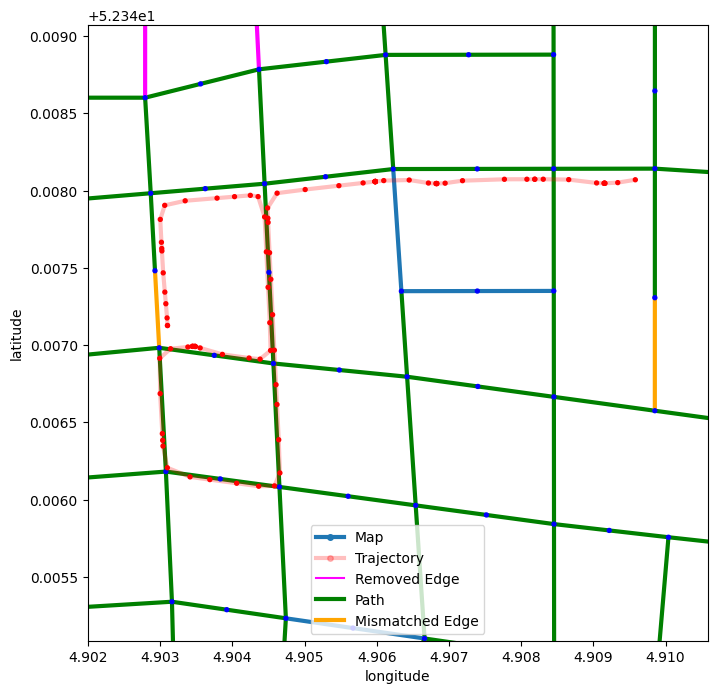 +5.234e1
0.0090
0.0085
0.0080
0.0075
0.0070
0.0065
0.0060
0.0055
latitude
Map
Trajectory
Removed Edge
Path
Mismatched Edge
4.902 4.903 4.904 4.905 4.906 4.907 4.908 4.909 4.910
longitude